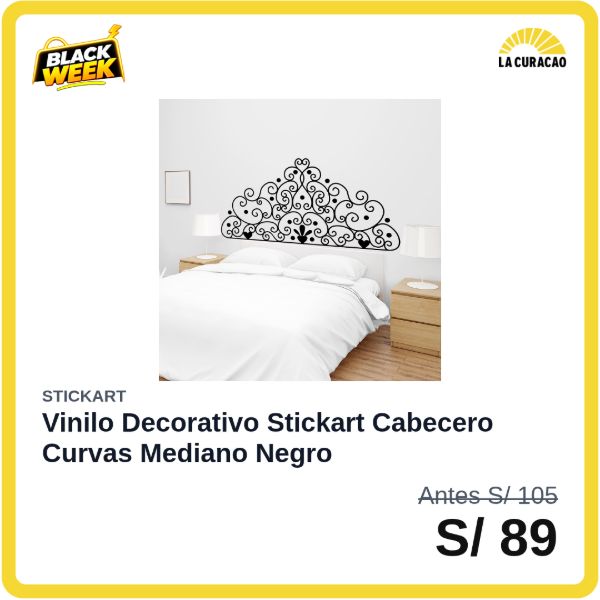 BLACK
WEEK
LA CURACAO
STICKART
Vinilo Decorativo Stickart Cabecero
Curvas Mediano Negro
Antes S/ 105
S/ 89